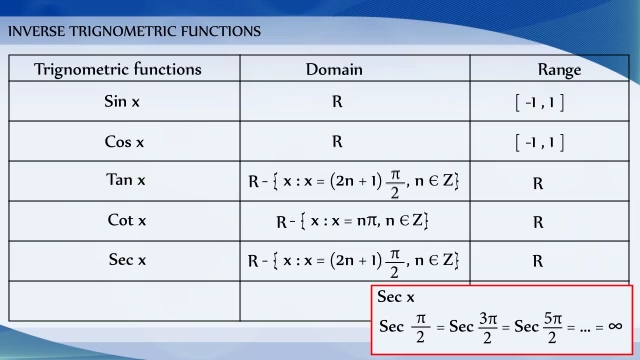 INVERSE TRIGNOMETRIC FUNCTIONS
Trignometric functions Domain Range
Sin x R [ -1 , 1 ]
Cos x R [ -1 , 1 ]
Tan x R - { x : x = (2n + 1) π/2 , n ∈ Z} R
Cot x R - { x : x = nπ, n ∈ Z} R
Sec x R - { x : x = (2n + 1) π/2 , n ∈ Z} R
Sec x
Sec π/2 = Sec 3π/2 = Sec 5π/2 = ... = ∞